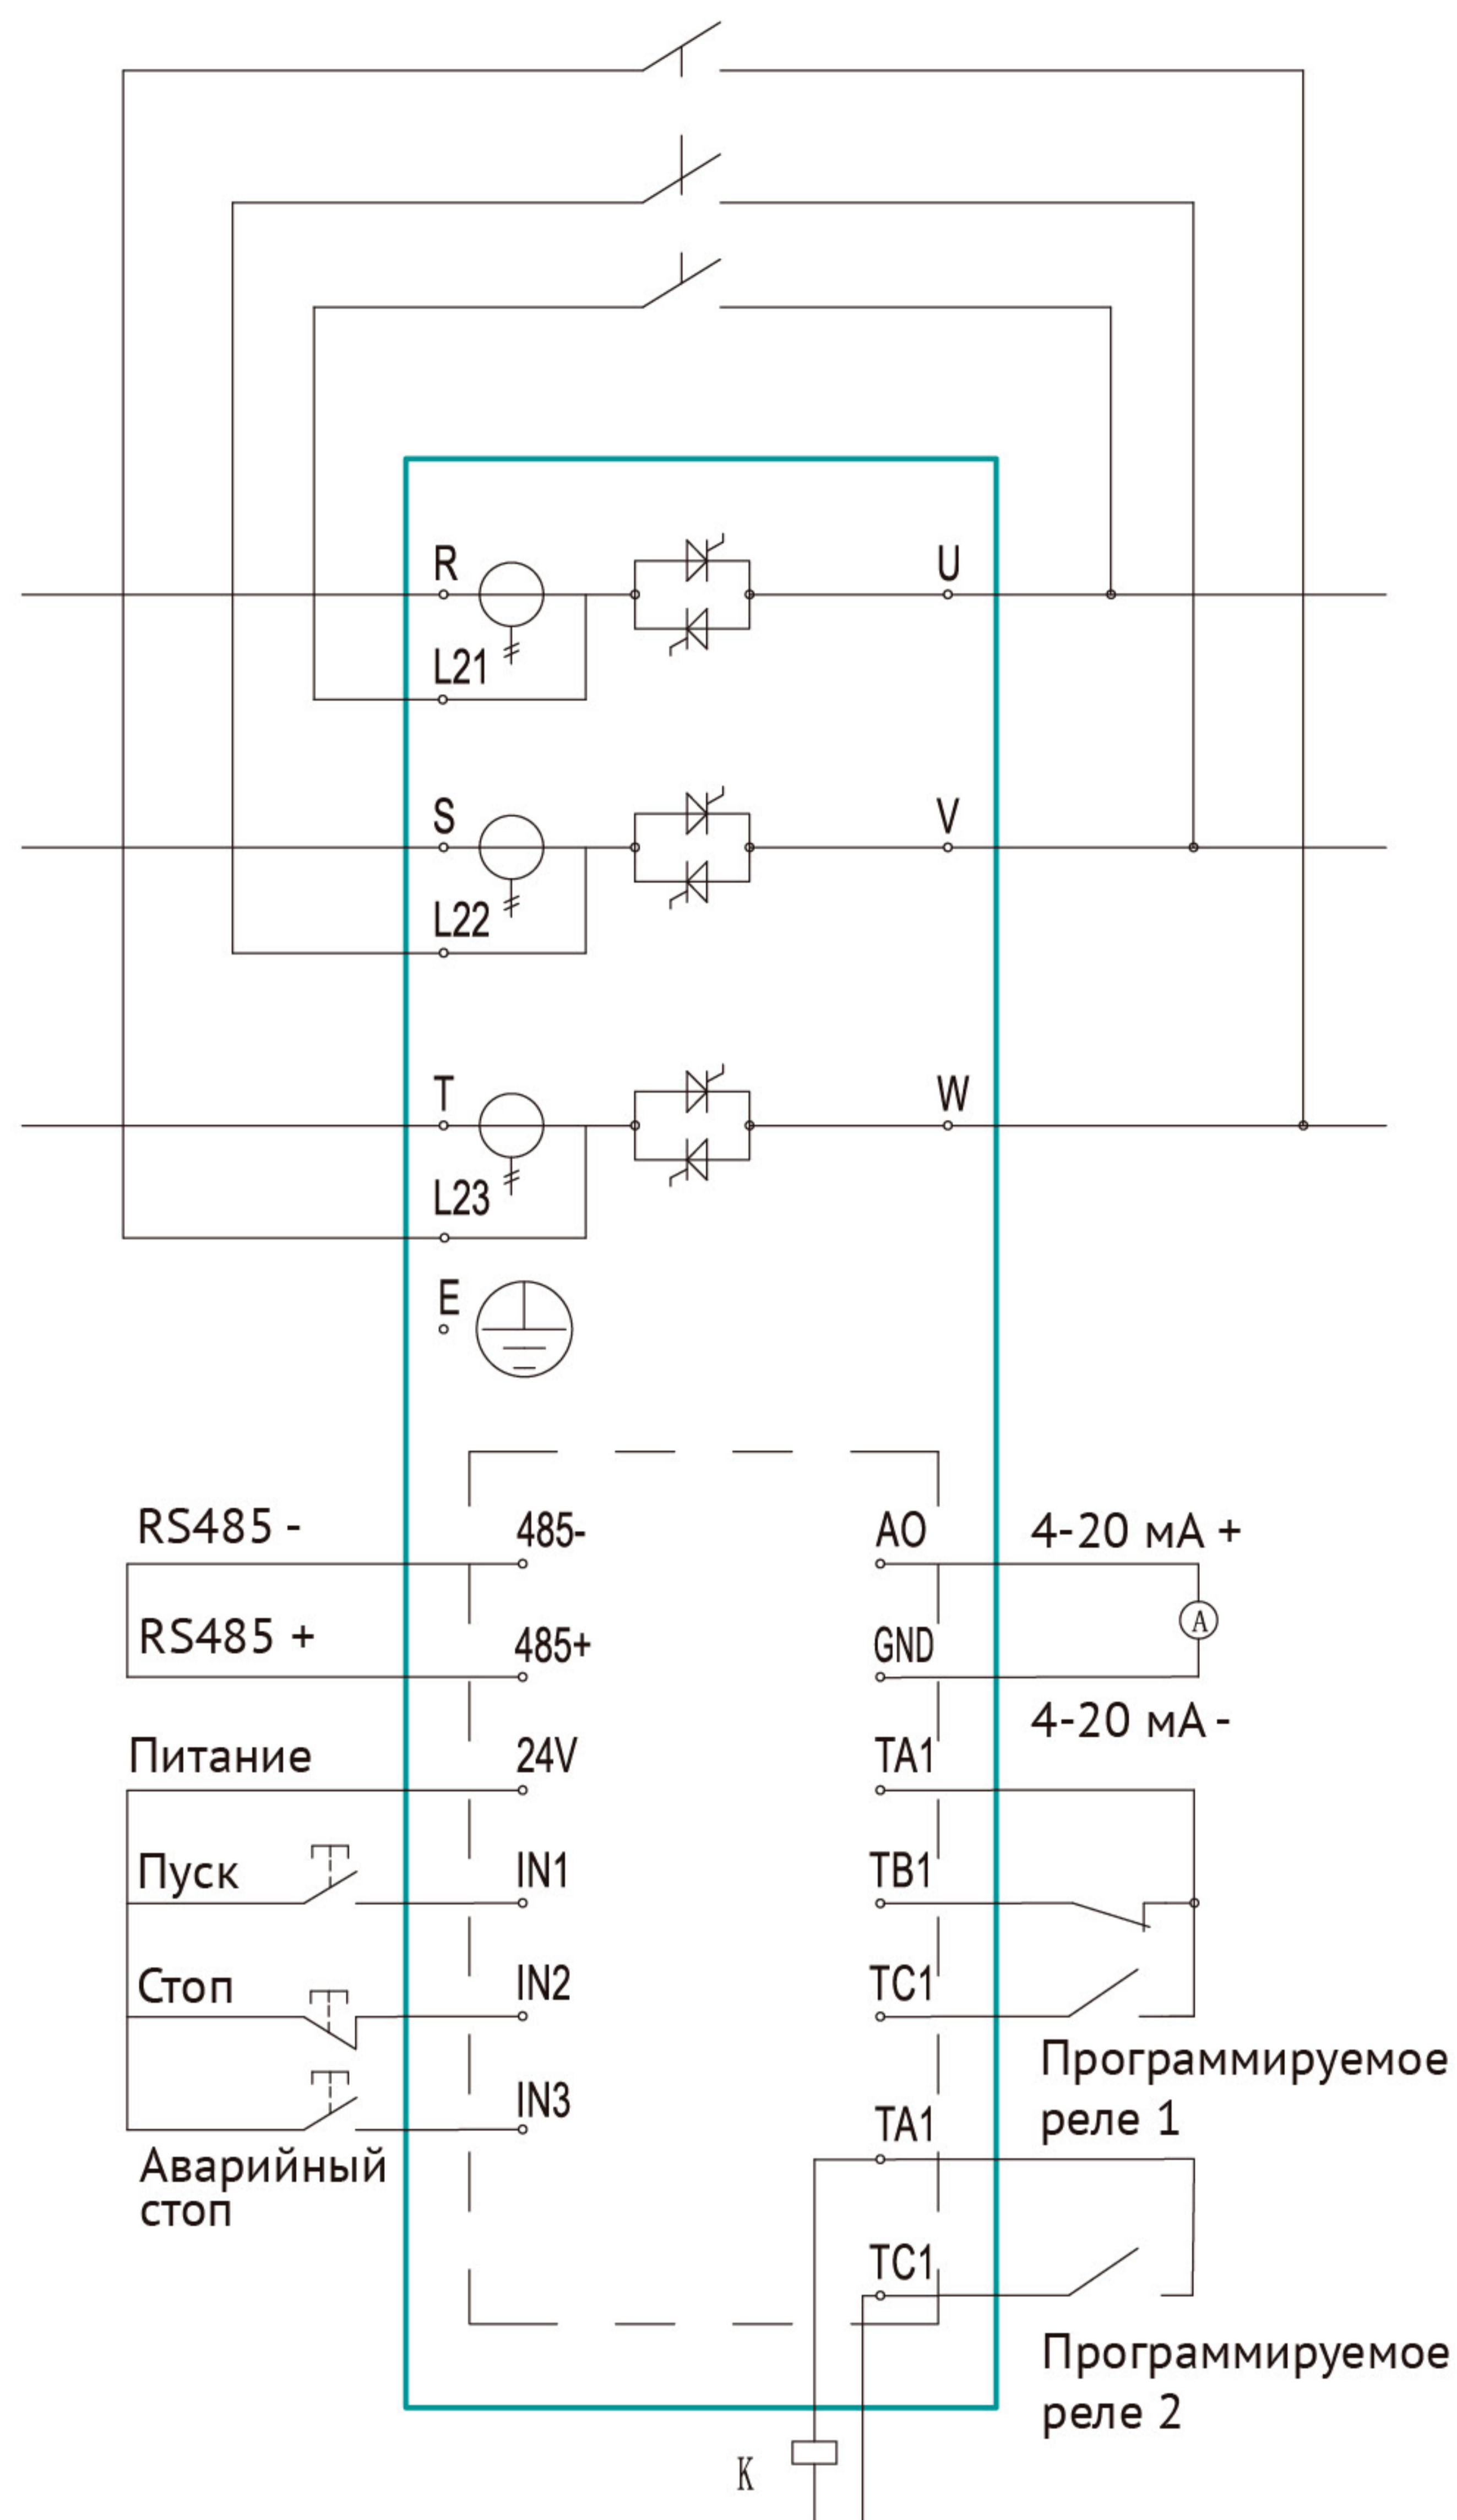 R
U
L21
S
V
L22
T
W
L23
E
RS485 -
485-
AO
4-20 мА +
RS485 +
485+
GND
A
4-20 мА -
Питание
24V
TA1
Пуск
IN1
TB1
Стоп
IN2
TC1
Программируемое
реле 1
IN3
TA1
Аварийный
стоп
TC1
Программируемое
реле 2
K